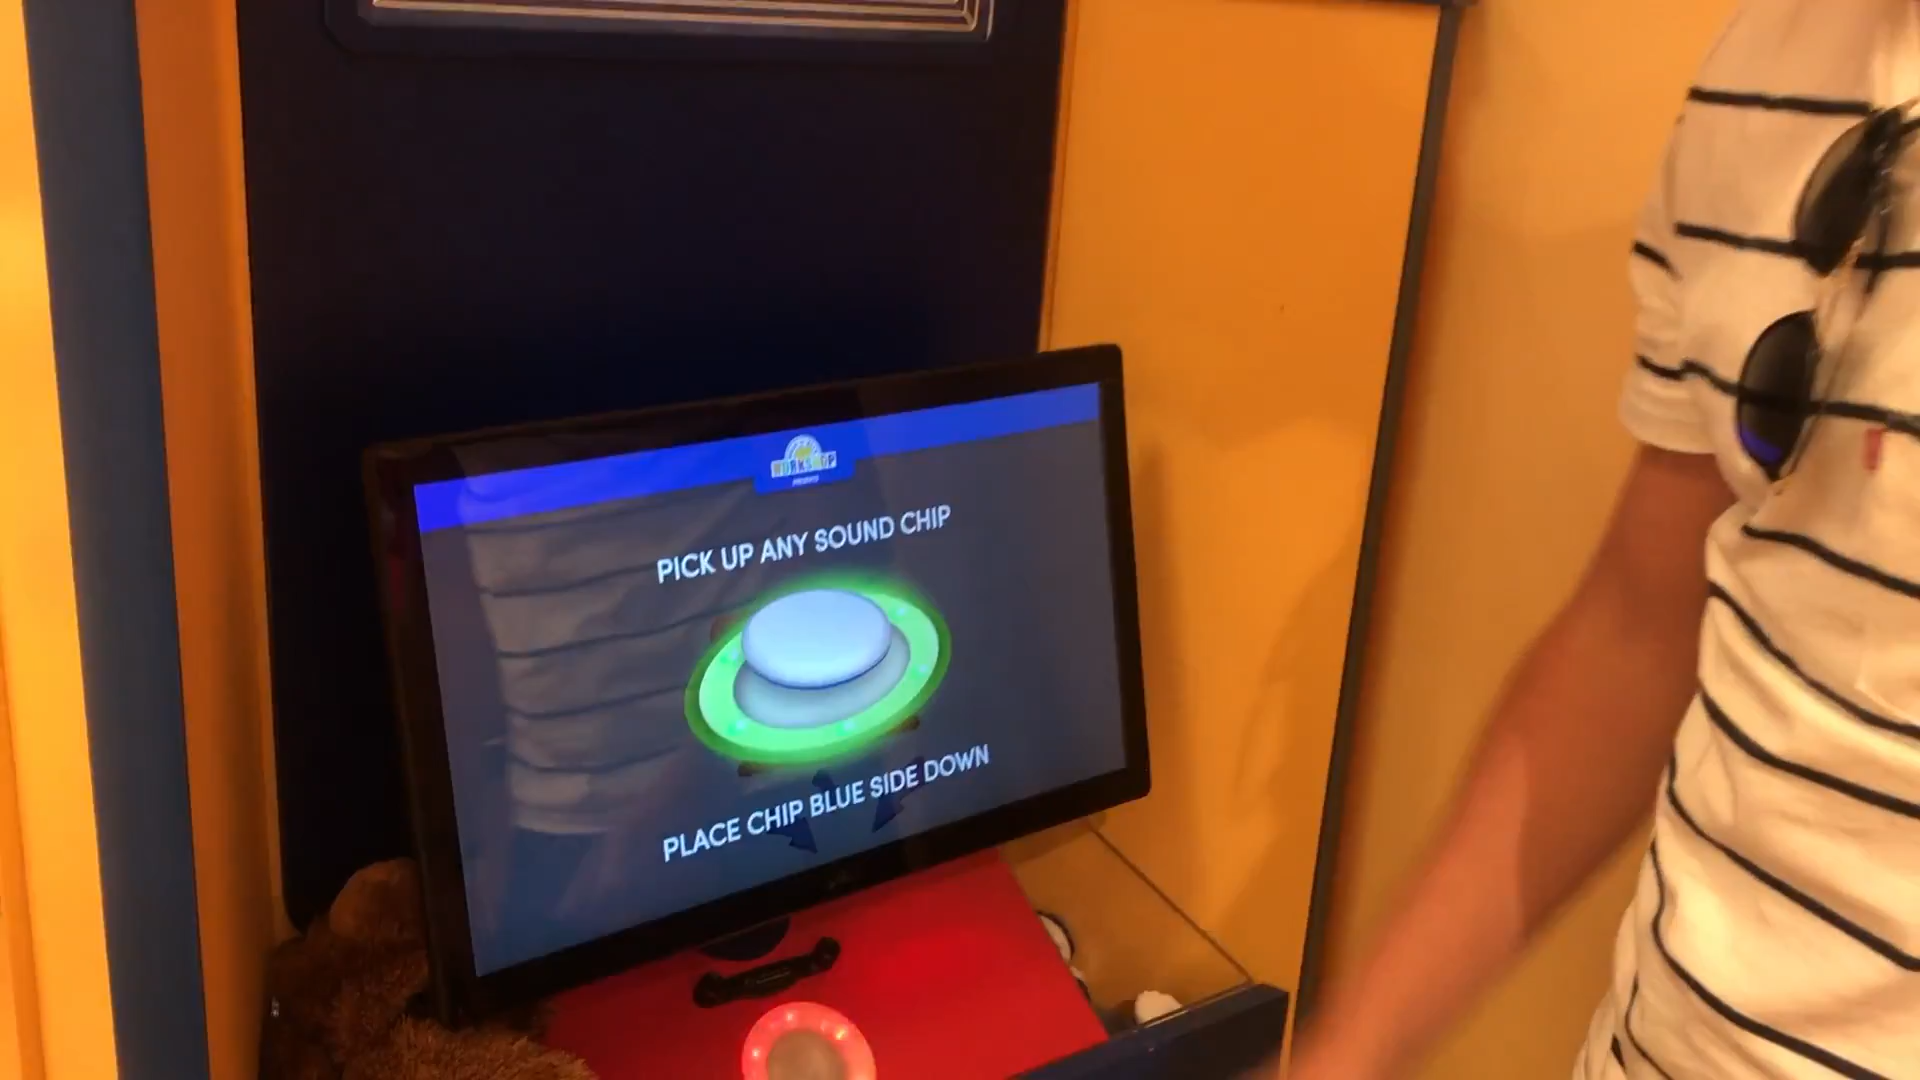 WORKSHOP
PICK UP ANY SOUND CHIP
PLACE CHIP BLUE SIDE DOWN